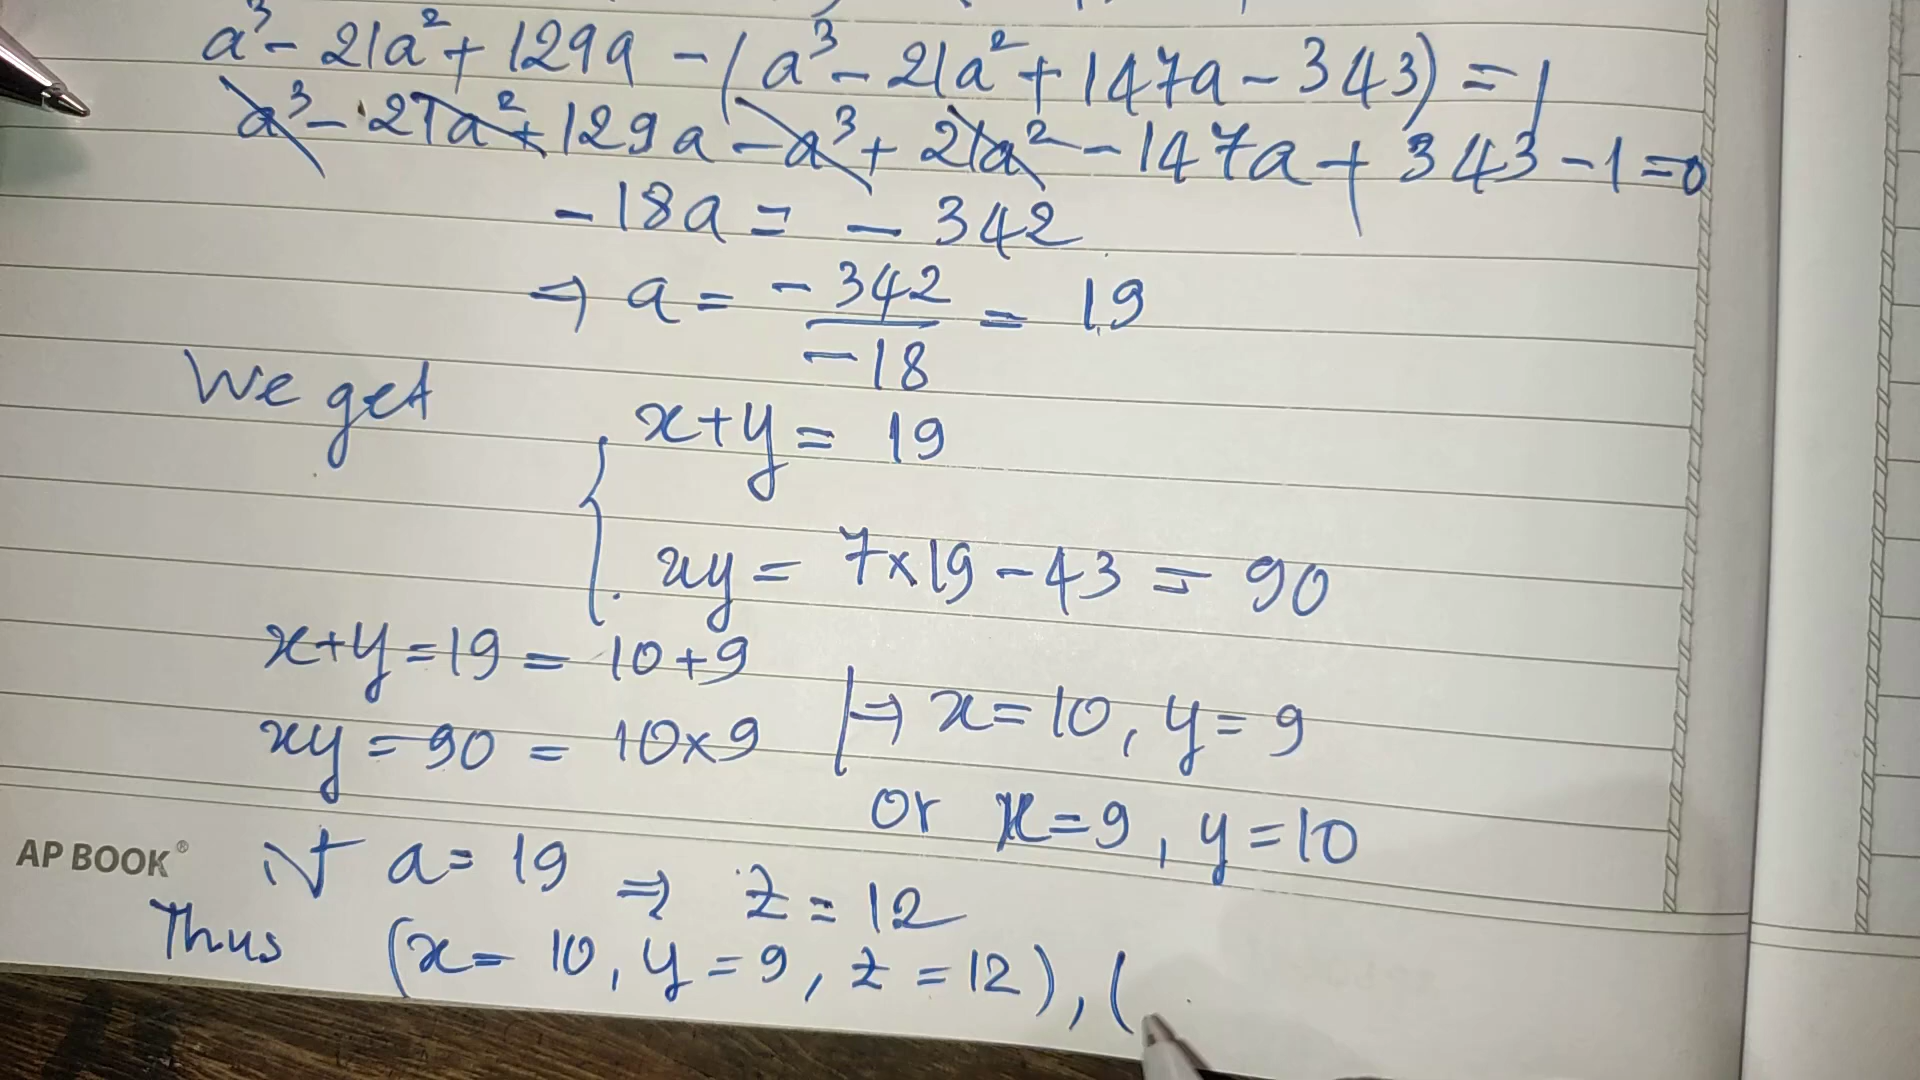 a³ - 21a² + 129a - (a³ - 21a² + 147a - 343) = 1
a³ - 21a² + 129a - a³ + 21a² - 147a + 343 - 1 = 0
-18a = -342
⇒ a = -342/-18 = 19
We get
x+y = 19
xy = 7×19 - 43 = 90
x+y = 19 = 10+9
xy = 90 = 10×9
⇒ x=10, y=9
or x=9, y=10
AP BOOK®
a=19 ⇒ z=12
Thus (x=10, y=9, z=12), (